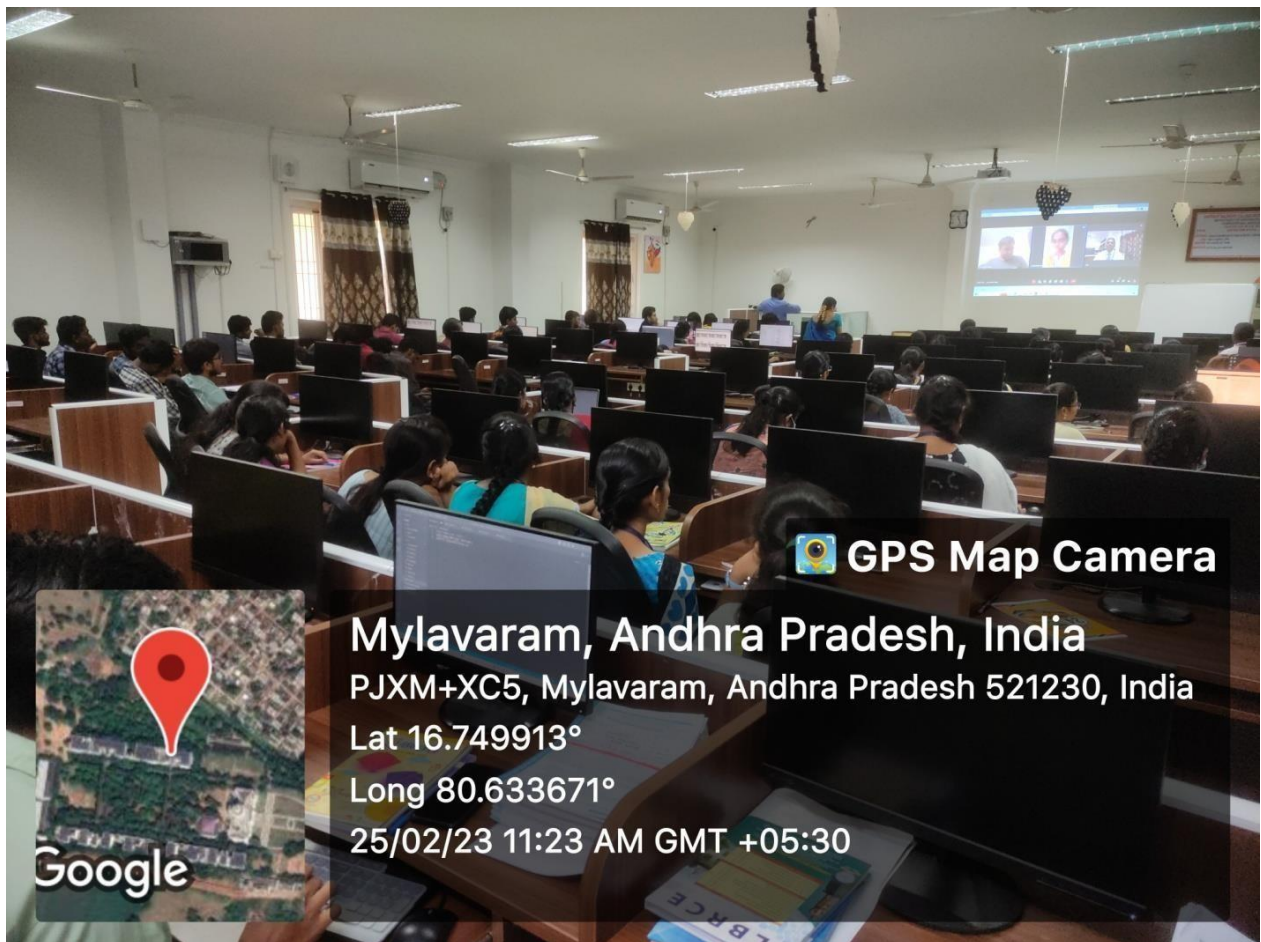 GPS Map Camera
Mylavaram, Andhra Pradesh, India
PJXM+XC5, Mylavaram, Andhra Pradesh 521230, India
Lat 16.749913°
Long 80.633671°
25/02/23 11:23 AM GMT +05:30
Google
LBRCE